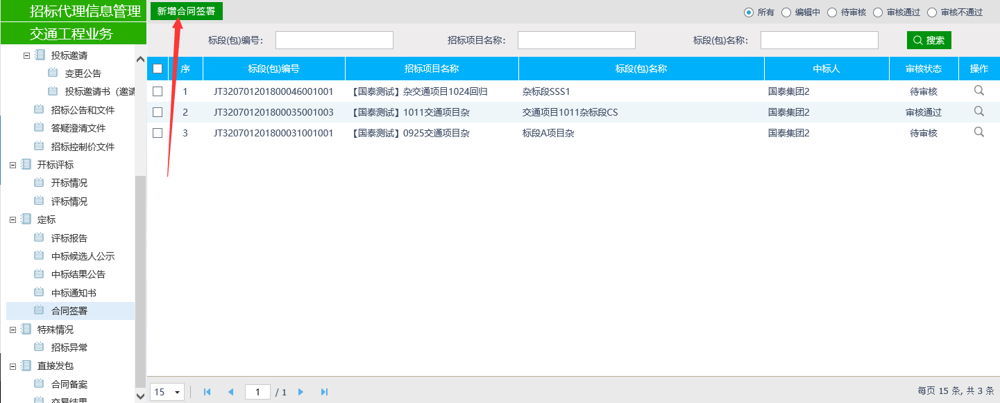 招标代理信息管理
交通工程业务
投标邀请
变更公告
投标邀请书（邀请
招标公告和文件
答疑澄清文件
招标控制价文件
开标评标
开标情况
评标情况
定标
评标报告
中标候选人公示
中标结果公告
中标通知书
合同签署
特殊情况
招标异常
直接发包
合同备案
交易结果
新增合同签署
所有 编辑中 待审核 审核通过 审核不通过
标段(包)编号： 招标项目名称： 标段(包)名称： 搜索
序 标段(包)编号 招标项目名称 标段(包)名称 中标人 审核状态 操作
1 JT320701201800046001001 【国泰测试】杂交通项目1024回归 杂标段SSS1 国泰集团2 待审核
2 JT320701201800035001003 【国泰测试】1011交通项目杂 交通项目1011杂标段CS 国泰集团2 审核通过
3 JT320701201800031001001 【国泰测试】0925交通项目杂 标段A项目杂 国泰集团2 待审核
15 1 / 1 每页 15 条, 共 3 条